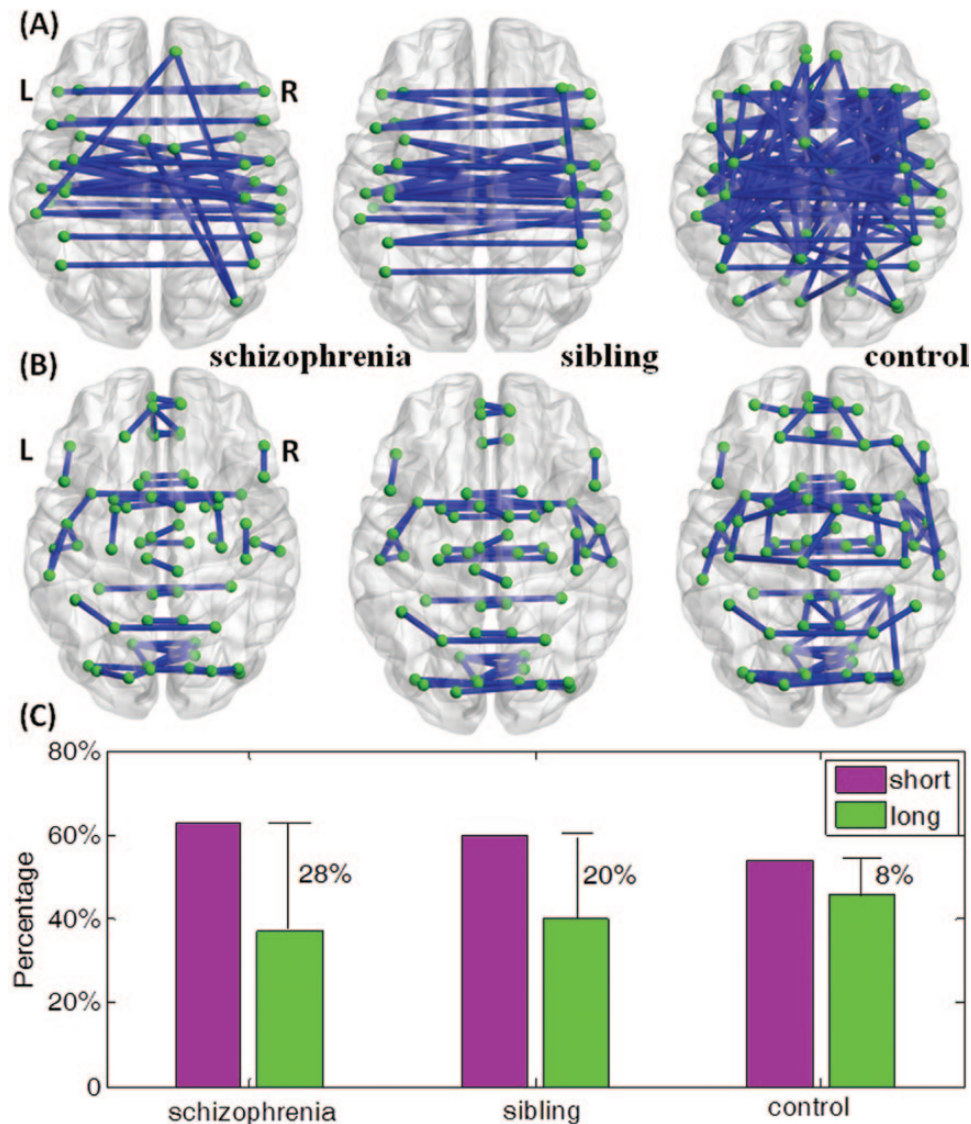 (A)
L
R
schizophrenia sibling control
(B)
L
R
(C)
80%
60%
40%
20%
0
Percentage
short
long
28%
20%
8%
schizophrenia sibling control